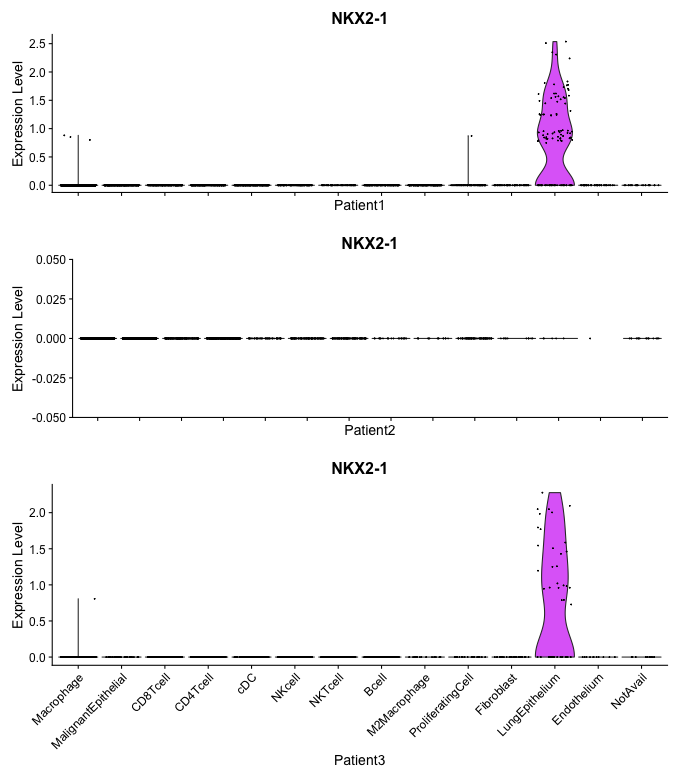 NKX2-1
2.5
2.0
1.5
1.0
0.5
0.0
Expression Level
Patient1
NKX2-1
0.050
0.025
0.000
-0.025
-0.050
Expression Level
Patient2
NKX2-1
2.0
1.5
1.0
0.5
0.0
Expression Level
Macrophage
MalignantEpithelial
CD8Tcell
CD4Tcell
cDC
NKcell
NKTcell
Bcell
M2Macrophage
ProliferatingCell
Fibroblast
LungEpithelium
Endothelium
NotAvail
Patient3